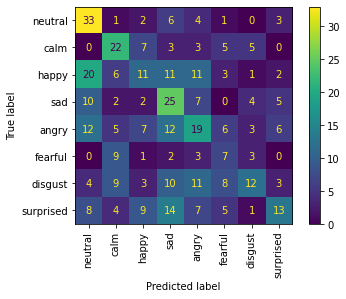 neutral 33 1 2 6 4 1 0 3
calm 0 22 7 3 3 5 5 0
happy 20 6 11 11 11 3 1 2
sad 10 2 2 25 7 0 4 5
angry 12 5 7 12 19 6 3 6
fearful 0 9 1 2 3 7 3 0
disgust 4 9 3 10 11 8 12 3
surprised 8 4 9 14 7 5 1 13
neutral calm happy sad angry fearful disgust surprised
Predicted label
True label
30
25
20
15
10
5
0